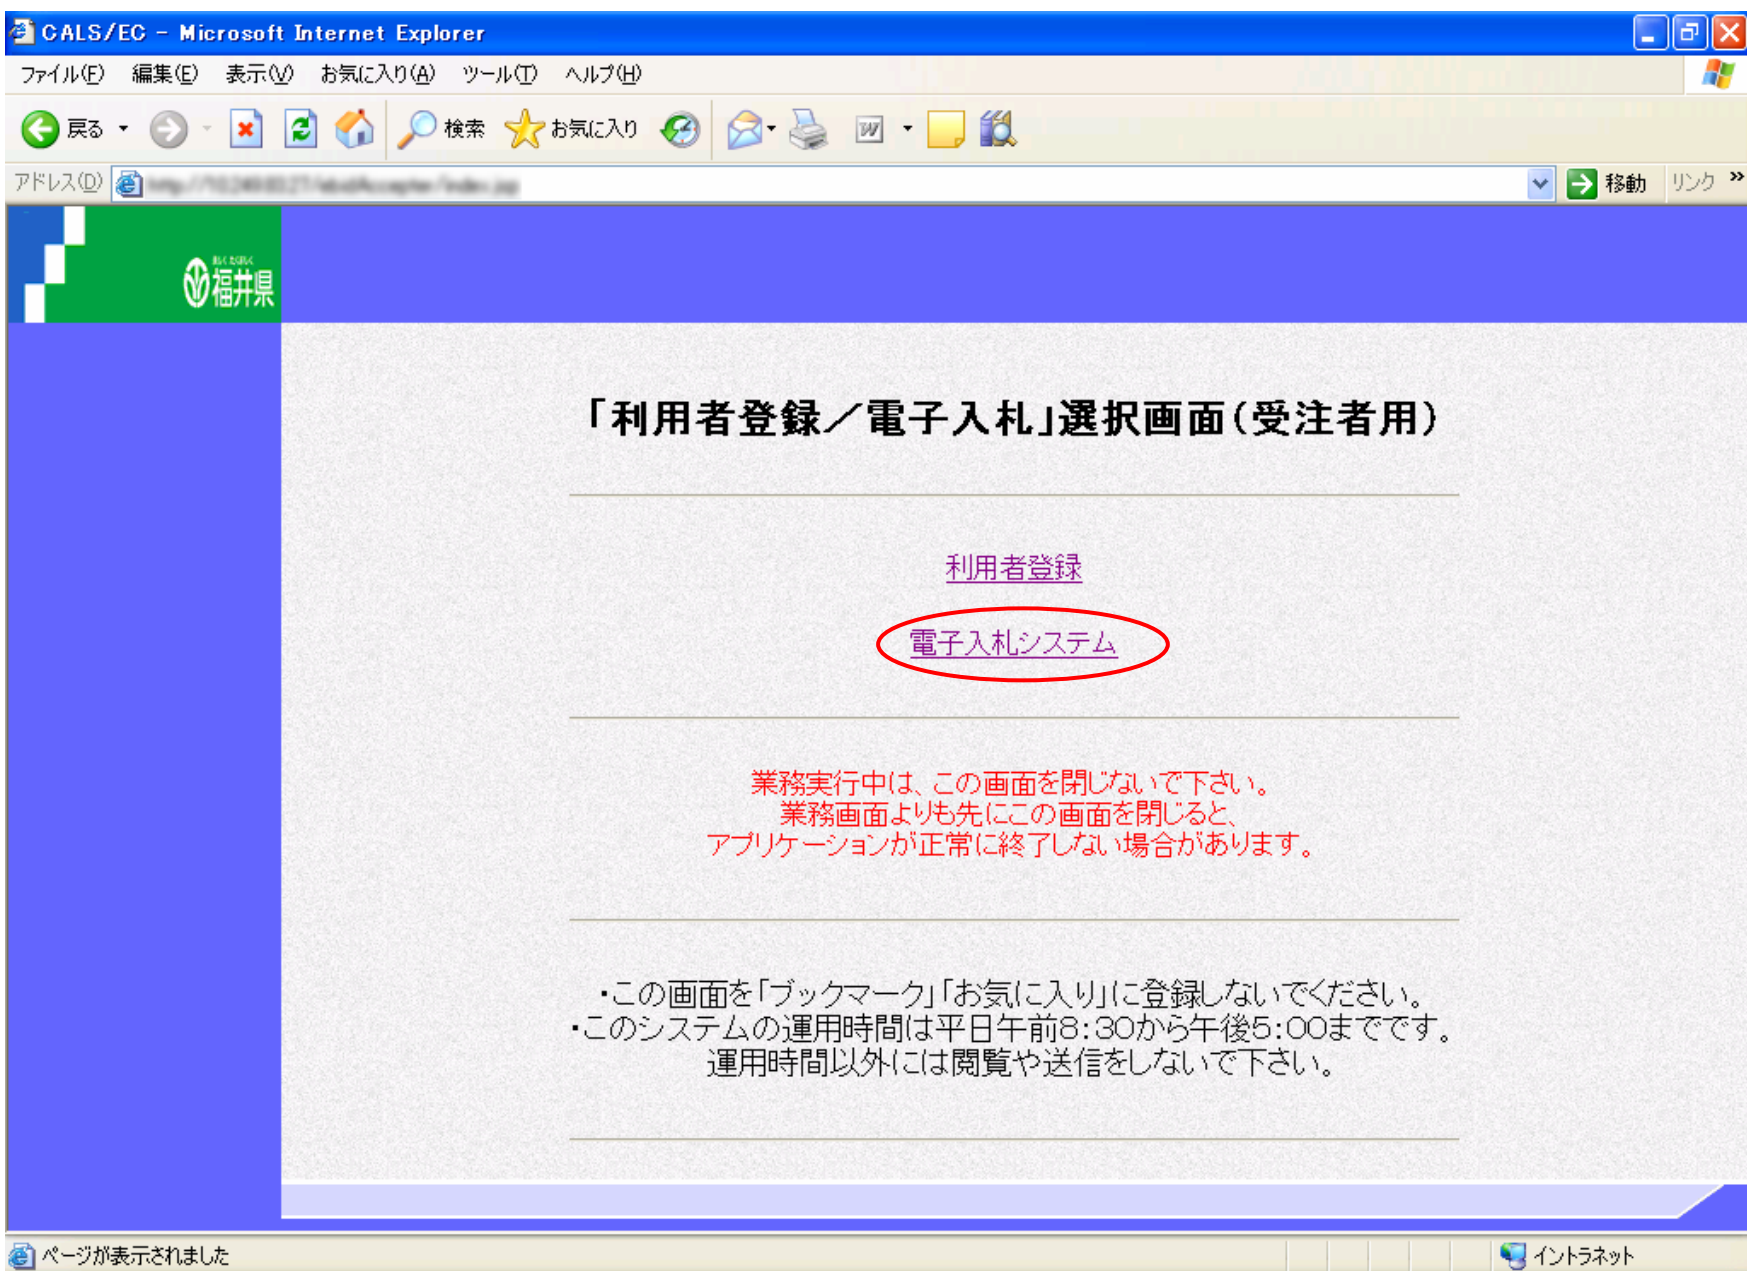 CALS/EC - Microsoft Internet Explorer
ファイル(F) 編集(E) 表示(V) お気に入り(A) ツール(T) ヘルプ(H)
戻る 検索 お気に入り
アドレス(D) 移動 リンク »
福井県
「利用者登録／電子入札」選択画面(受注者用)
利用者登録
電子入札システム
業務実行中は、この画面を閉じないで下さい。
業務画面よりも先にこの画面を閉じると、
アプリケーションが正常に終了しない場合があります。
・この画面を「ブックマーク」「お気に入り」に登録しないでください。
・このシステムの運用時間は平日午前8:30から午後5:00までです。
運用時間以外には閲覧や送信をしないで下さい。
ページが表示されました イントラネット